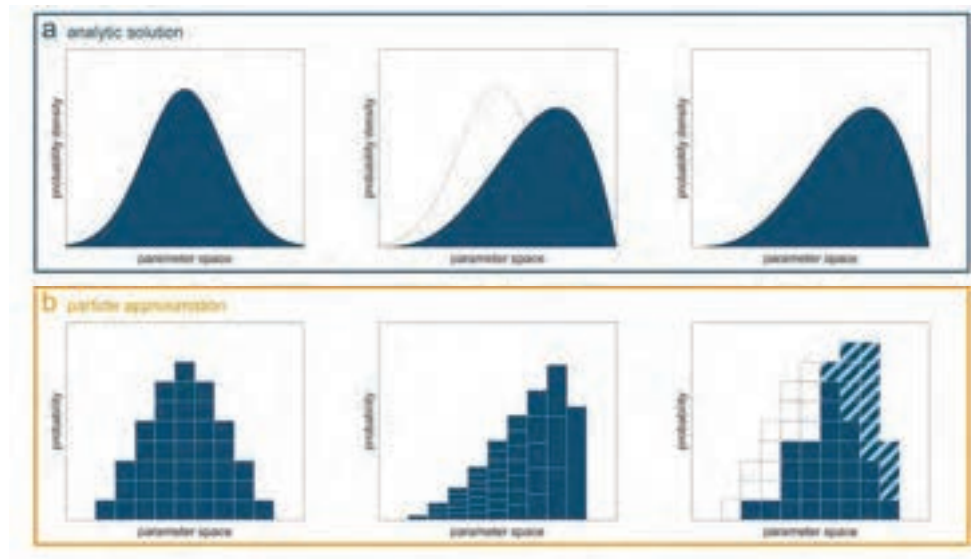 a analytic solution
probability density
probability density
probability density
parameter space
parameter space
parameter space
b particle approximation
probability
probability
probability
parameter space
parameter space
parameter space